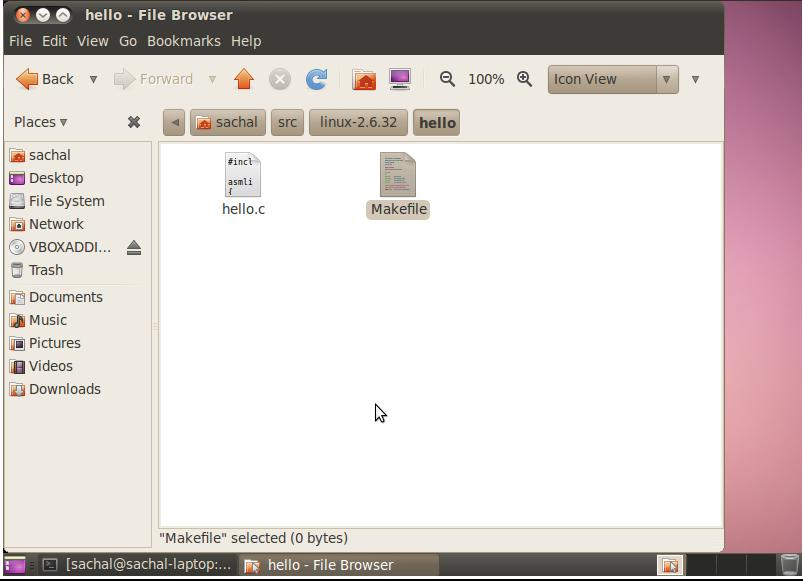 hello - File Browser
File Edit View Go Bookmarks Help
Back Forward 100% Icon View
Places sachal src linux-2.6.32 hello
sachal
Desktop
File System
Network
VBOXADDI...
Trash
Documents
Music
Pictures
Videos
Downloads
#incl
asmli
{
hello.c
Makefile
"Makefile" selected (0 bytes)
[sachal@sachal-laptop:... hello - File Browser